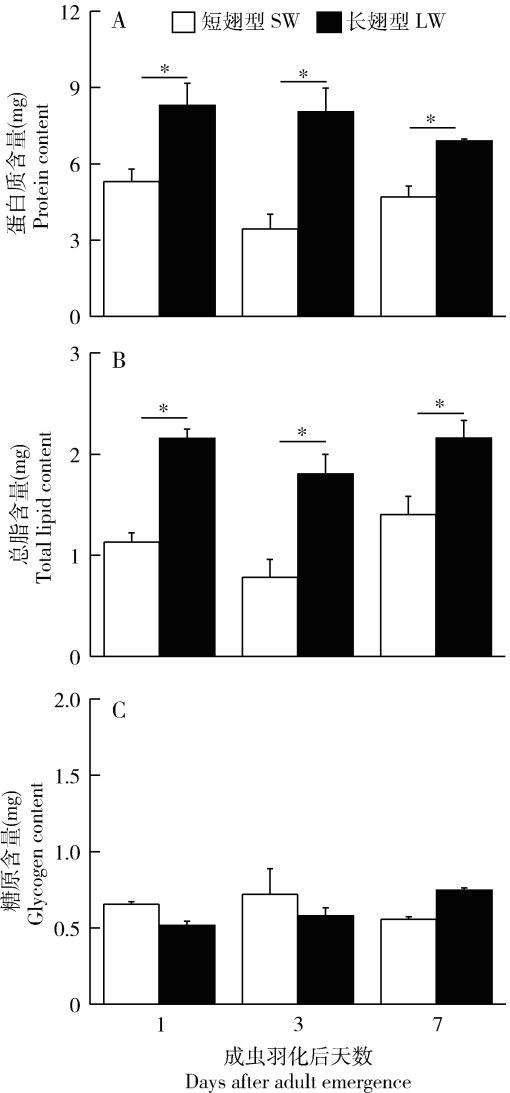 A 短翅型 SW 长翅型 LW
12
9
6
3
0
蛋白质含量(mg)
Protein content
* * *
B
3
2
1
0
总脂含量(mg)
Total lipid content
* * *
C
2.0
1.5
1.0
0.5
0
糖原含量(mg)
Glycogen content
1 3 7
成虫羽化后天数
Days after adult emergence